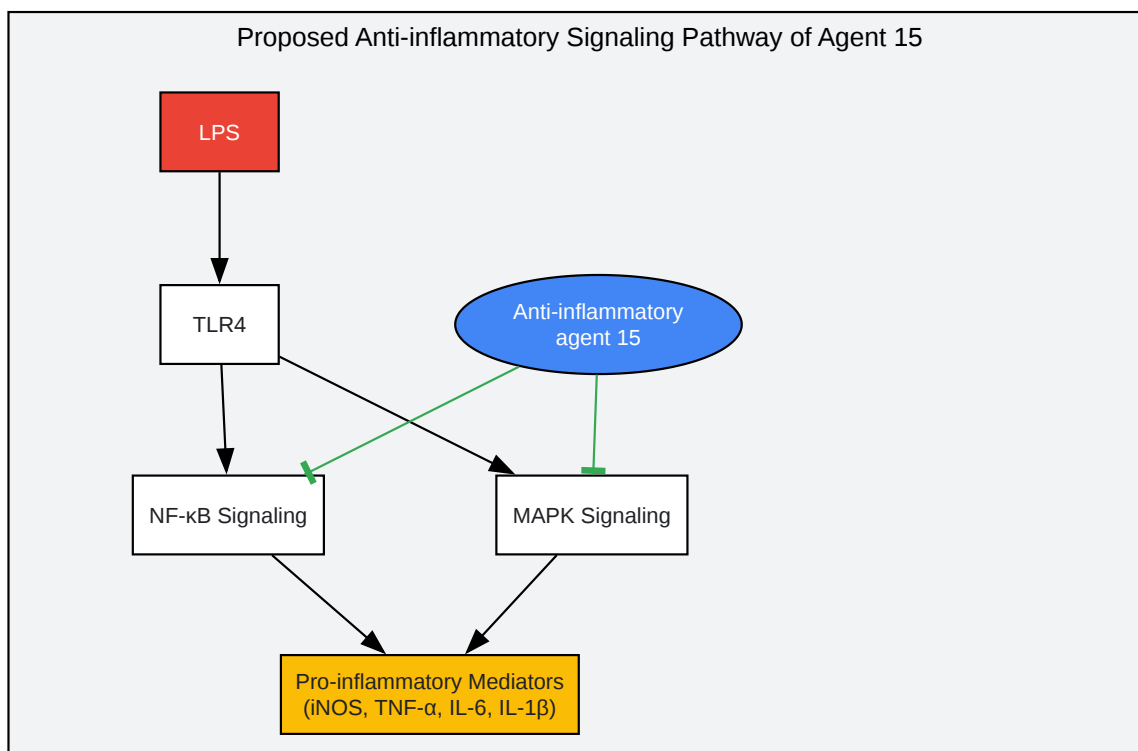 Proposed Anti-inflammatory Signaling Pathway of Agent 15
LPS
TLR4
Anti-inflammatory
agent 15
NF-κB Signaling
MAPK Signaling
Pro-inflammatory Mediators
(iNOS, TNF-α, IL-6, IL-1β)